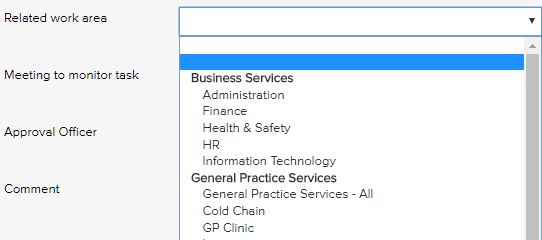 Related work area
Meeting to monitor task
Approval Officer
Comment
Business Services
Administration
Finance
Health & Safety
HR
Information Technology
General Practice Services
General Practice Services - All
Cold Chain
GP Clinic